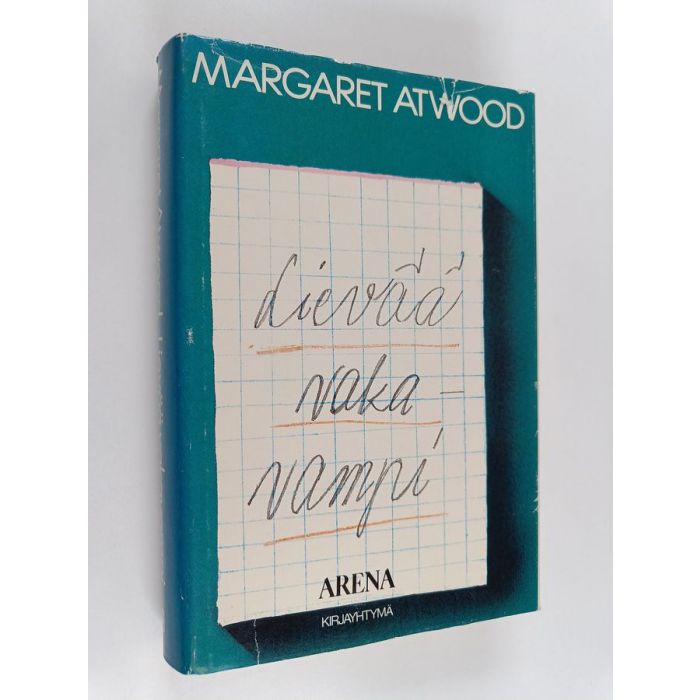 MARGARET ATWOOD
Lievää
vaka-
vampi
ARENA
KIRJAYHTYMÄ